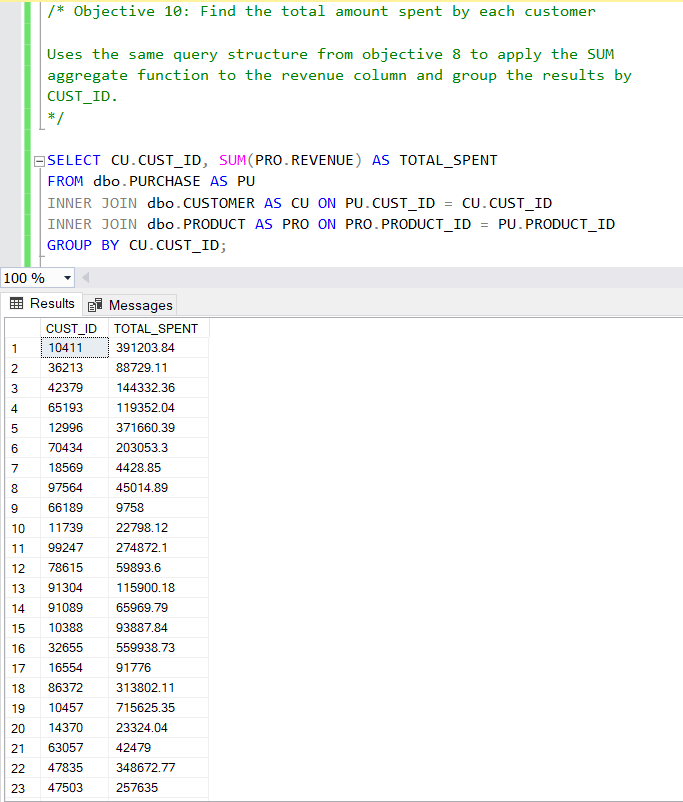 /* Objective 10: Find the total amount spent by each customer
Uses the same query structure from objective 8 to apply the SUM
aggregate function to the revenue column and group the results by
CUST_ID.
*/
SELECT CU.CUST_ID, SUM(PRO.REVENUE) AS TOTAL_SPENT
FROM dbo.PURCHASE AS PU
INNER JOIN dbo.CUSTOMER AS CU ON PU.CUST_ID = CU.CUST_ID
INNER JOIN dbo.PRODUCT AS PRO ON PRO.PRODUCT_ID = PU.PRODUCT_ID
GROUP BY CU.CUST_ID;
100 %
Results Messages
CUST_ID TOTAL_SPENT
1 10411 391203.84
2 36213 88729.11
3 42379 144332.36
4 65193 119352.04
5 12996 371660.39
6 70434 203053.3
7 18569 4428.85
8 97564 45014.89
9 66189 9758
10 11739 22798.12
11 99247 274872.1
12 78615 59893.6
13 91304 115900.18
14 91089 65969.79
15 10388 93887.84
16 32655 559938.73
17 16554 91776
18 86372 313802.11
19 10457 715625.35
20 14370 23324.04
21 63057 42479
22 47835 348672.77
23 47503 257635